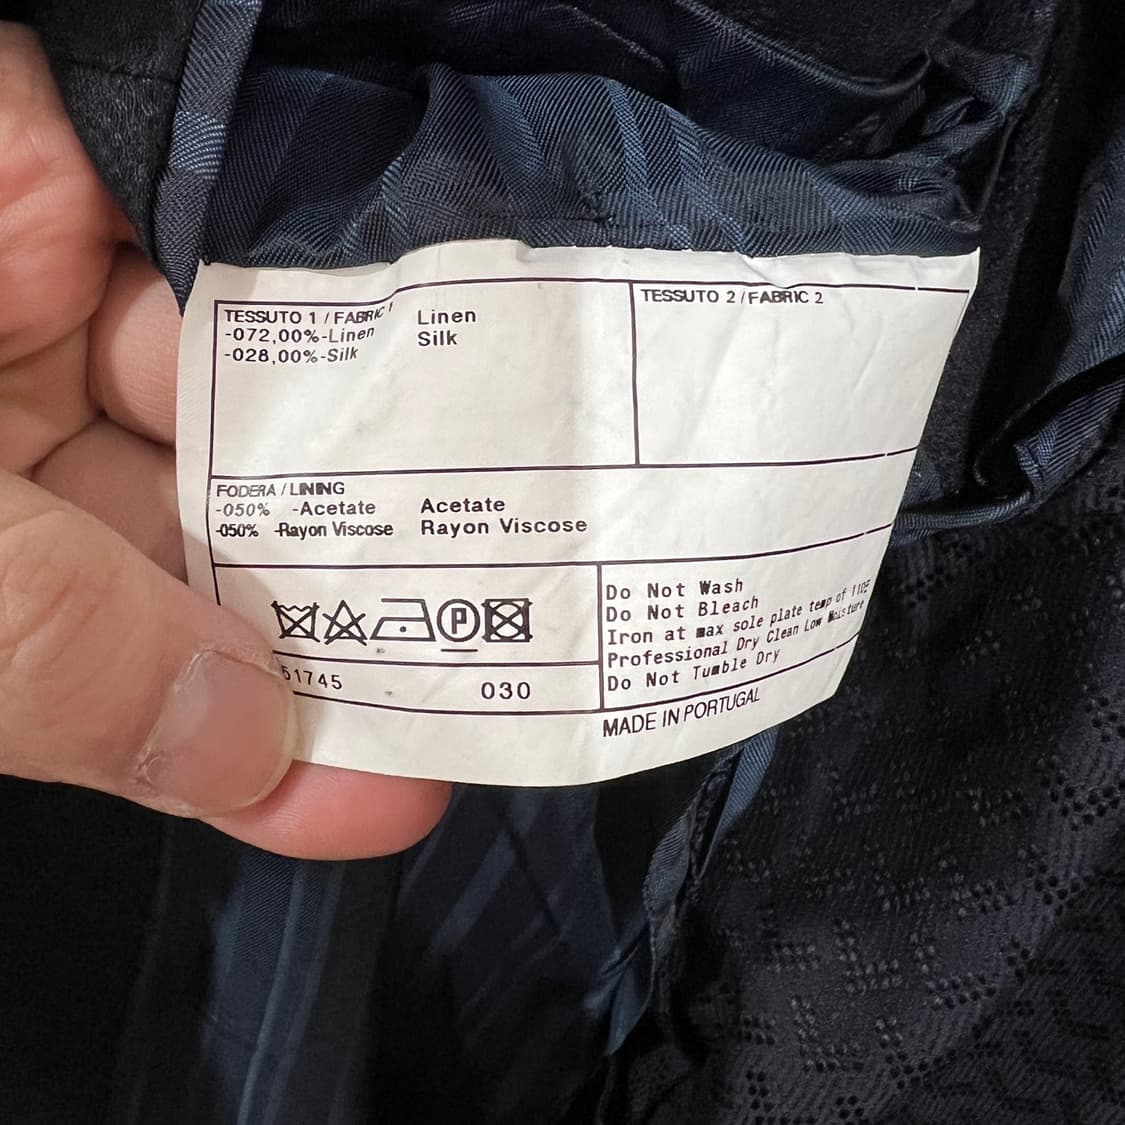 TESSUTO 1 / FABRIC 1
-072,00%-Linen Linen
-028,00%-Silk Silk
TESSUTO 2 / FABRIC 2
FODERA / LINING
-050% -Acetate Acetate
-050% -Rayon Viscose Rayon Viscose
P
51745 030
Do Not Wash
Do Not Bleach
Iron at max sole plate temp of
Professional Dry Clean Low Moisture
Do Not Tumble Dry
MADE IN PORTUGAL